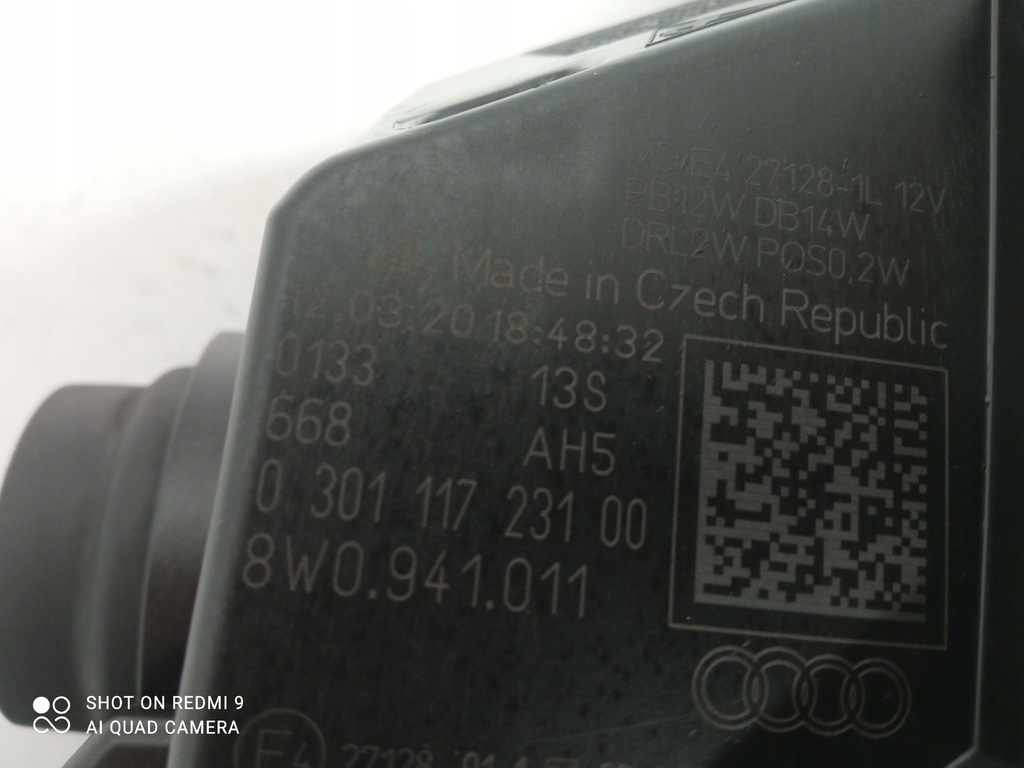 MD E4 27128-1L 12V
PB12W DB14W
DRL2W POS0,2W
Made in Czech Republic
12.03.20 18:48:32
0133 13S
668 AH5
0 301 117 231 00
8W0.941.011
E4 27128
SHOT ON REDMI 9
AI QUAD CAMERA